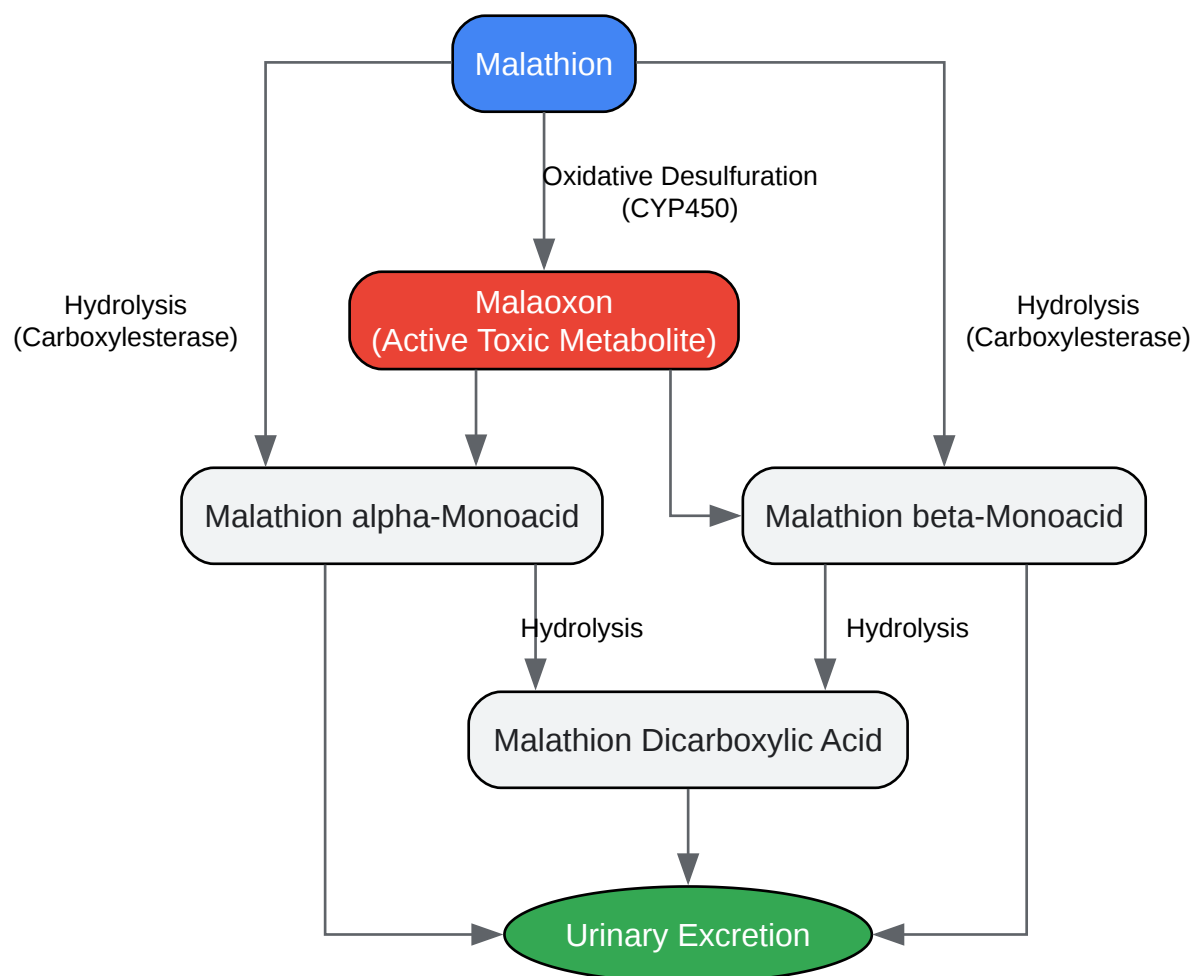 Malathion
Oxidative Desulfuration
(CYP450)
Hydrolysis
(Carboxylesterase)
Malaoxon
(Active Toxic Metabolite)
Hydrolysis
(Carboxylesterase)
Malathion alpha-Monoacid
Malathion beta-Monoacid
Hydrolysis
Hydrolysis
Malathion Dicarboxylic Acid
Urinary Excretion